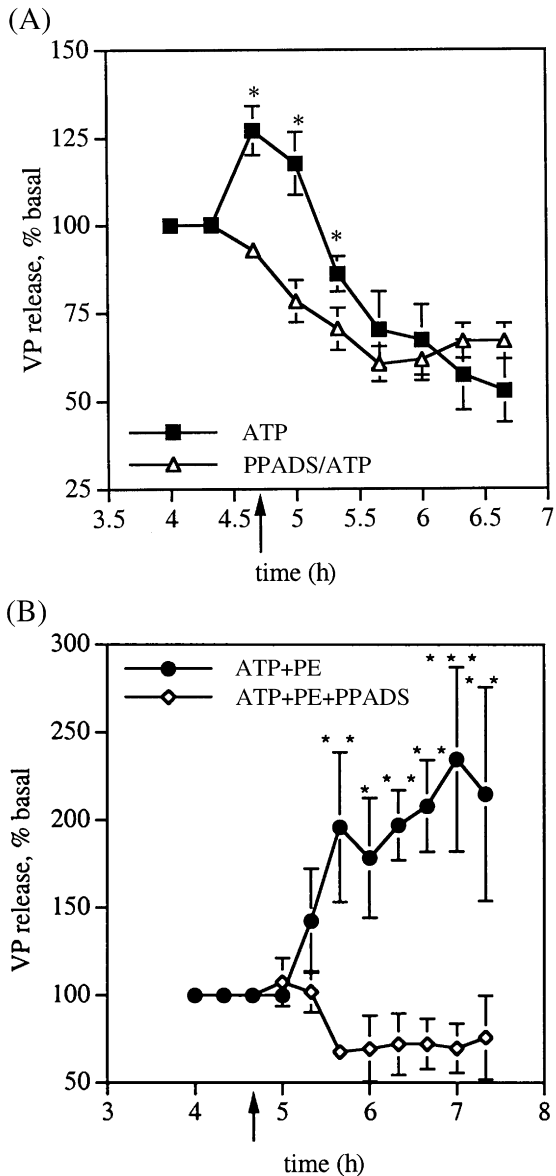 (A)
150
125
100
75
50
25
VP release, % basal
* * *
ATP
PPADS/ATP
3.5 4 4.5 5 5.5 6 6.5 7
time (h)
(B)
300
250
200
150
100
50
VP release, % basal
ATP+PE
ATP+PE+PPADS
* * * * * * * * * * * *
3 4 5 6 7 8
time (h)